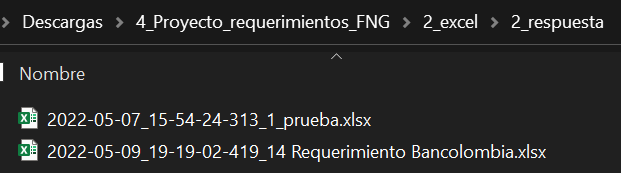 Descargas > 4_Proyecto_requerimientos_FNG > 2_excel > 2_respuesta
Nombre
2022-05-07_15-54-24-313_1_prueba.xlsx
2022-05-09_19-19-02-419_14 Requerimiento Bancolombia.xlsx